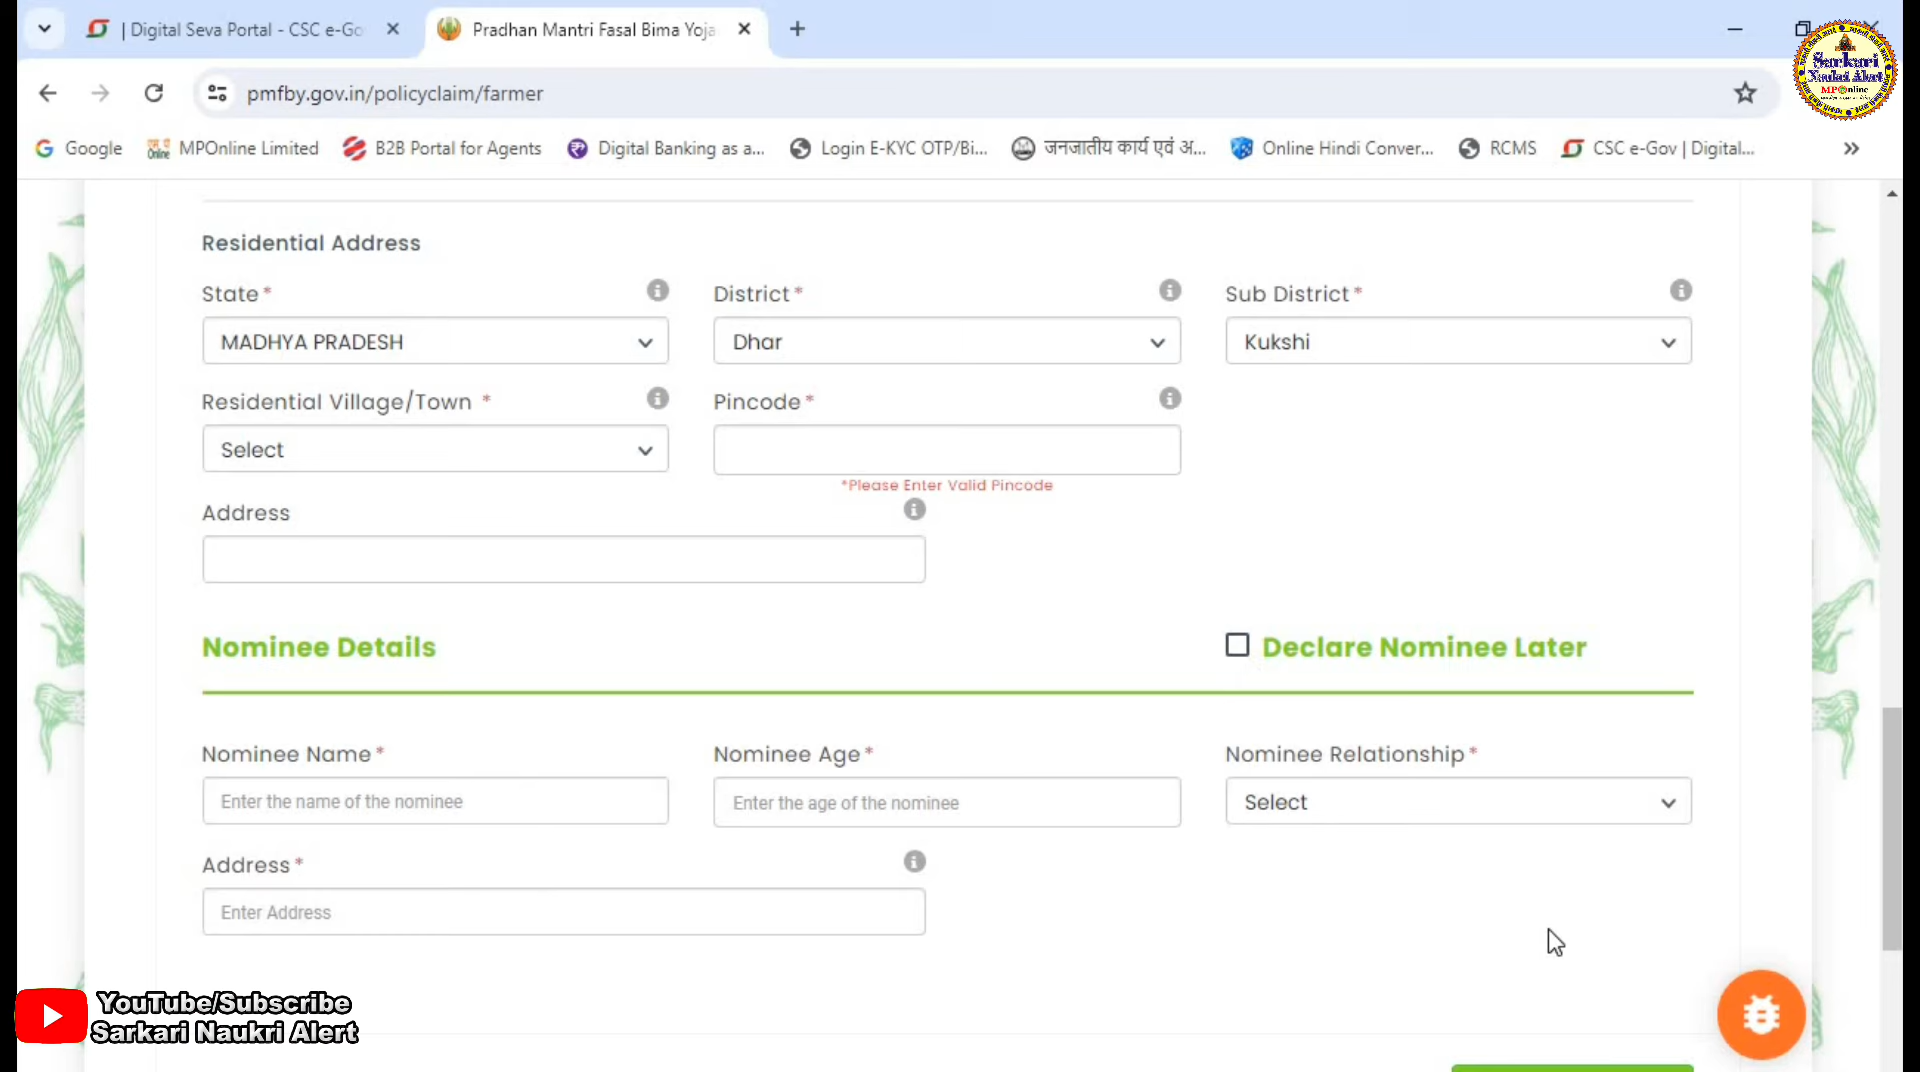 | Digital Seva Portal - CSC e-Go
Pradhan Mantri Fasal Bima Yoja
pmfby.gov.in/policyclaim/farmer
Google
MPOnline Limited
B2B Portal for Agents
Digital Banking as a...
Login E-KYC OTP/Bi...
जनजातीय कार्य एवं अ...
Online Hindi Conver...
RCMS
CSC e-Gov | Digital...
Sarkari
Naukri Alert
MPOnline
Residential Address
State *
District *
Sub District *
MADHYA PRADESH
Dhar
Kukshi
Residential Village/Town *
Pincode *
Select
*Please Enter Valid Pincode
Address
Nominee Details
Declare Nominee Later
Nominee Name *
Nominee Age *
Nominee Relationship *
Enter the name of the nominee
Enter the age of the nominee
Select
Address *
Enter Address
YouTube/Subscribe
Sarkari Naukri Alert